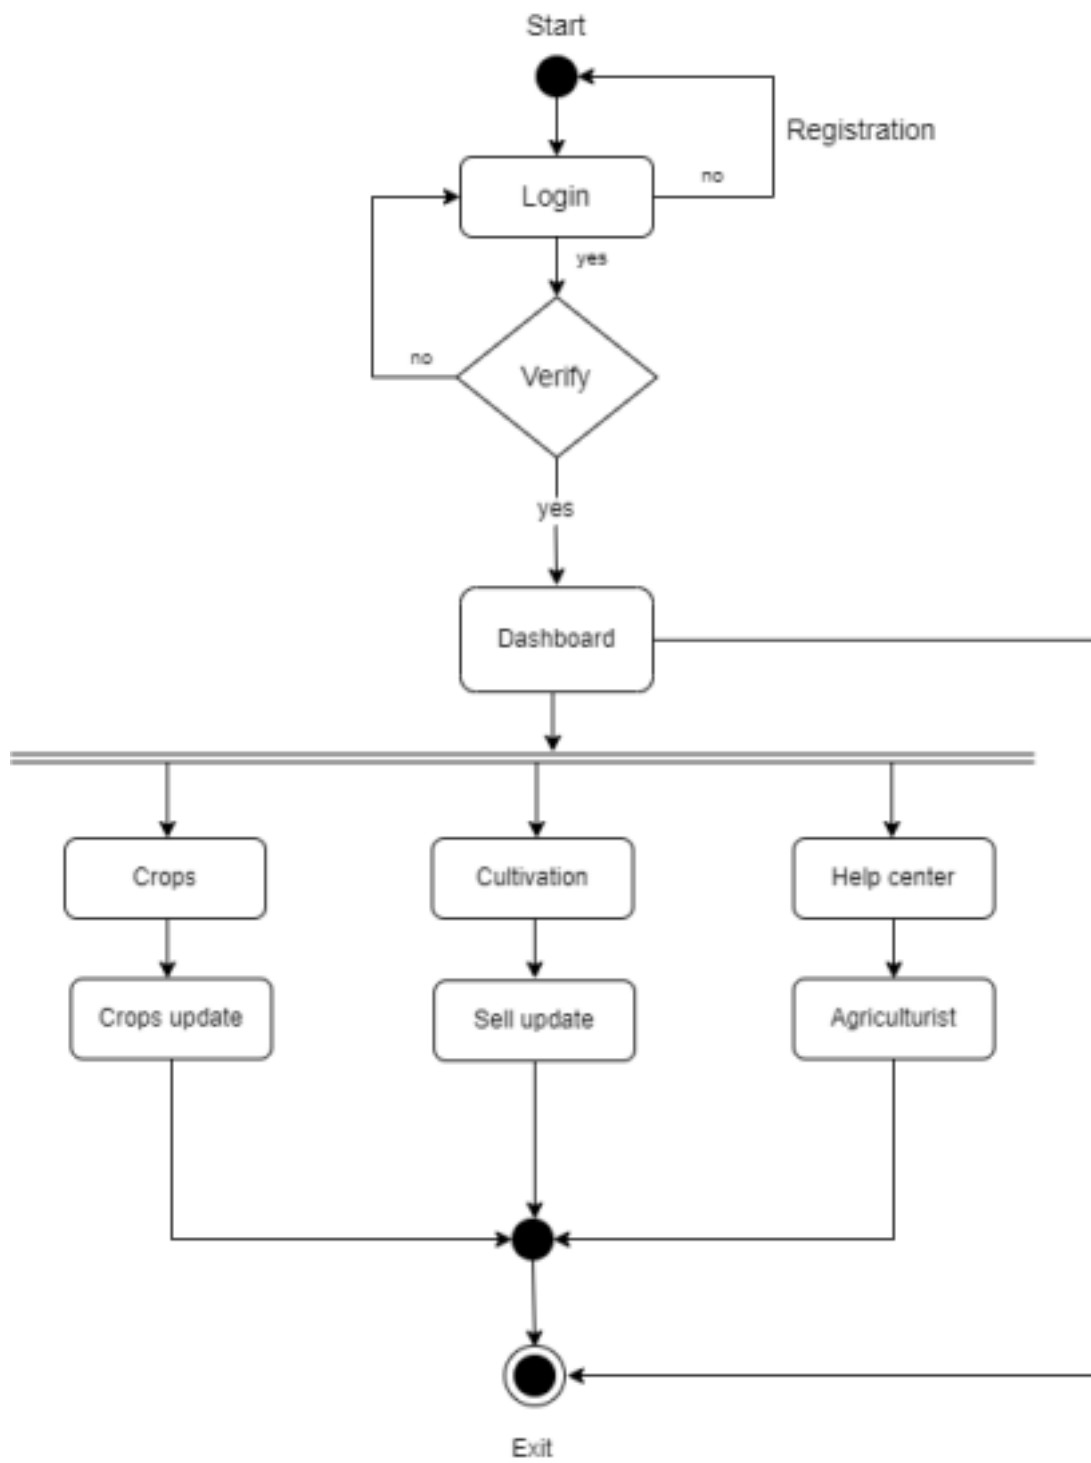 Start
Registration
Login
no
yes
no
Verify
yes
Dashboard
Crops
Cultivation
Help center
Crops update
Sell update
Agriculturist
Exit